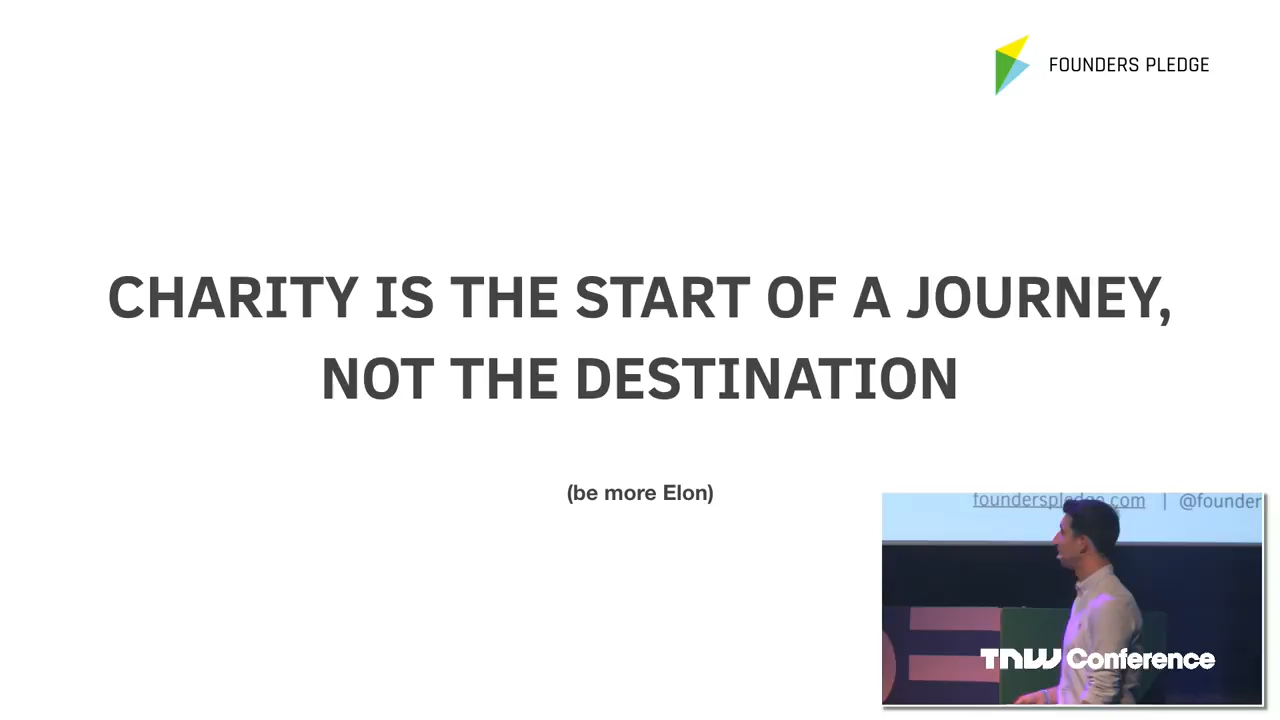 FOUNDERS PLEDGE
CHARITY IS THE START OF A JOURNEY,
NOT THE DESTINATION
(be more Elon)
founderspledge.com | @founder
TNW Conference